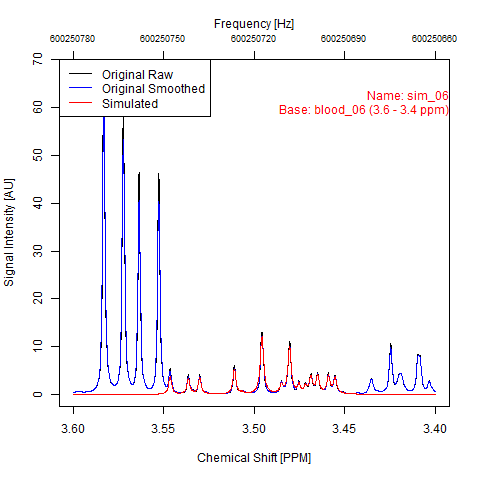 Frequency [Hz]
600250780 600250750 600250720 600250690 600250660
Original Raw
Original Smoothed
Simulated
Name: sim_06
Base: blood_06 (3.6 - 3.4 ppm)
Signal Intensity [AU]
70
60
50
40
30
20
10
0
3.60 3.55 3.50 3.45 3.40
Chemical Shift [PPM]